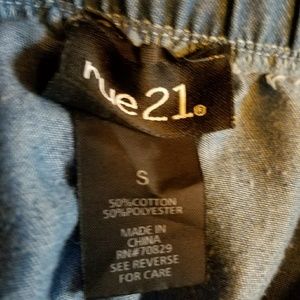 rue21®
S
50%COTTON
50%POLYESTER
MADE IN
CHINA
RN#70829
SEE REVERSE
FOR CARE